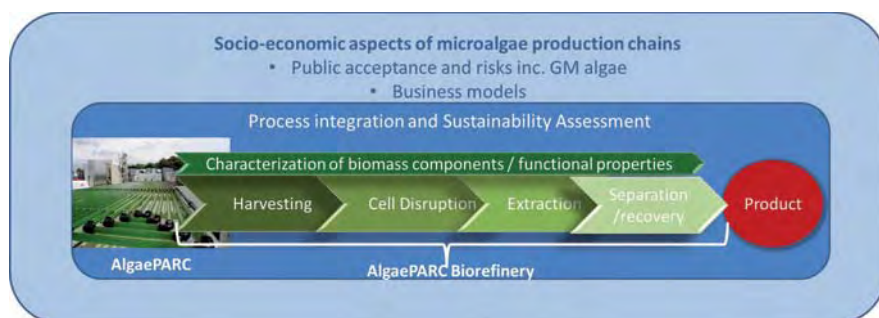 Socio-economic aspects of microalgae production chains
• Public acceptance and risks inc. GM algae
• Business models
Process integration and Sustainability Assessment
Characterization of biomass components / functional properties
Harvesting
Cell Disruption
Extraction
Separation
/recovery
Product
AlgaePARC
AlgaePARC Biorefinery